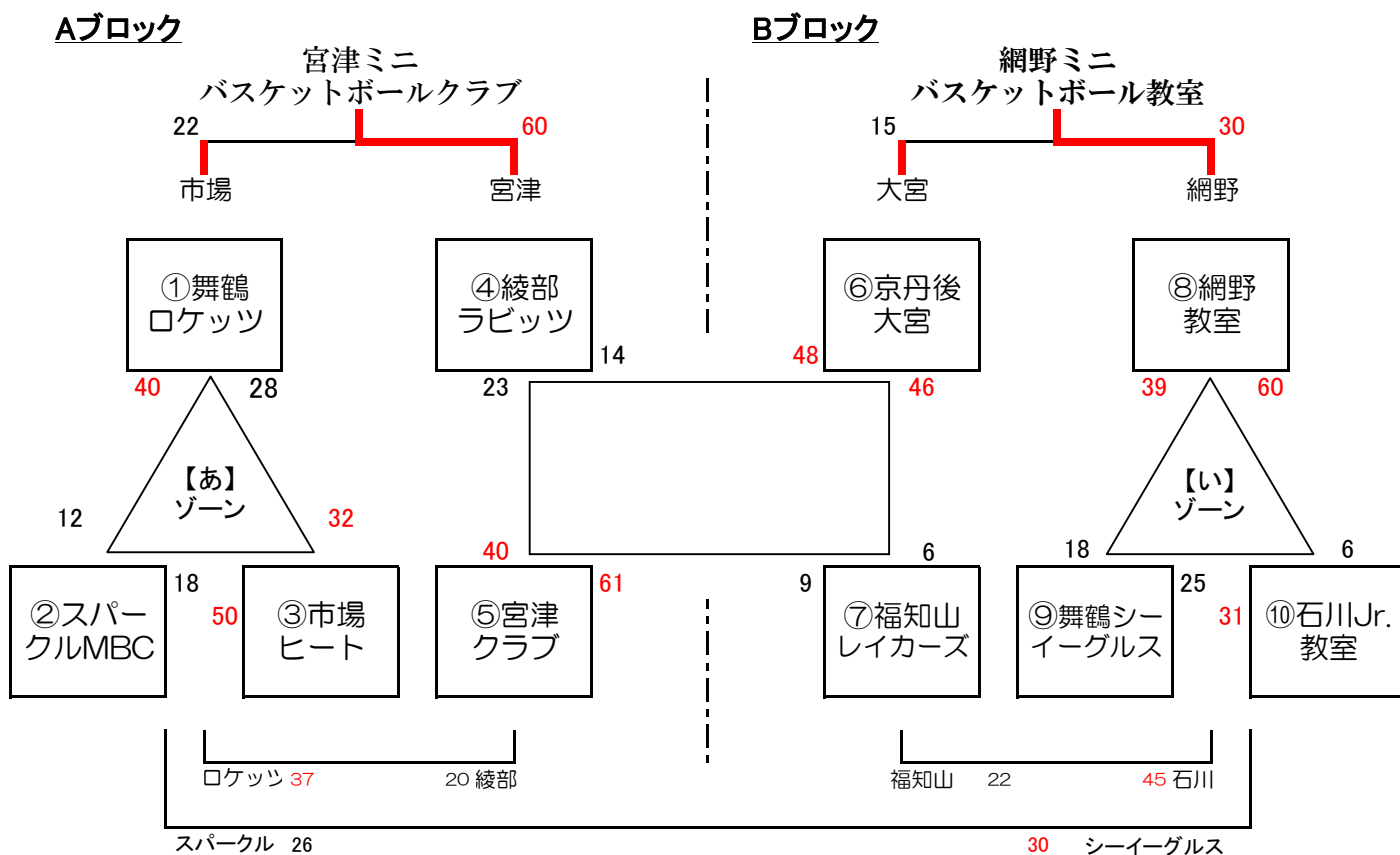 Aブロック
Bブロック
宮津ミニ
バスケットボールクラブ
網野ミニ
バスケットボール教室
22
60
15
30
市場
宮津
大宮
網野
①舞鶴
ロケッツ
④綾部
ラビッツ
⑥京丹後
大宮
⑧網野
教室
14
48
40
28
23
46
39
60
【あ】
ゾーン
【い】
ゾーン
12
32
40
6
18
6
18
50
61
9
25
31
②スパー
クルMBC
③市場
ヒート
⑤宮津
クラブ
⑦福知山
レイカーズ
⑨舞鶴シー
イーグルス
⑩石川Jr.
教室
ロケッツ 37
20 綾部
福知山 22
45 石川
スパークル 26
30 シーイーグルス